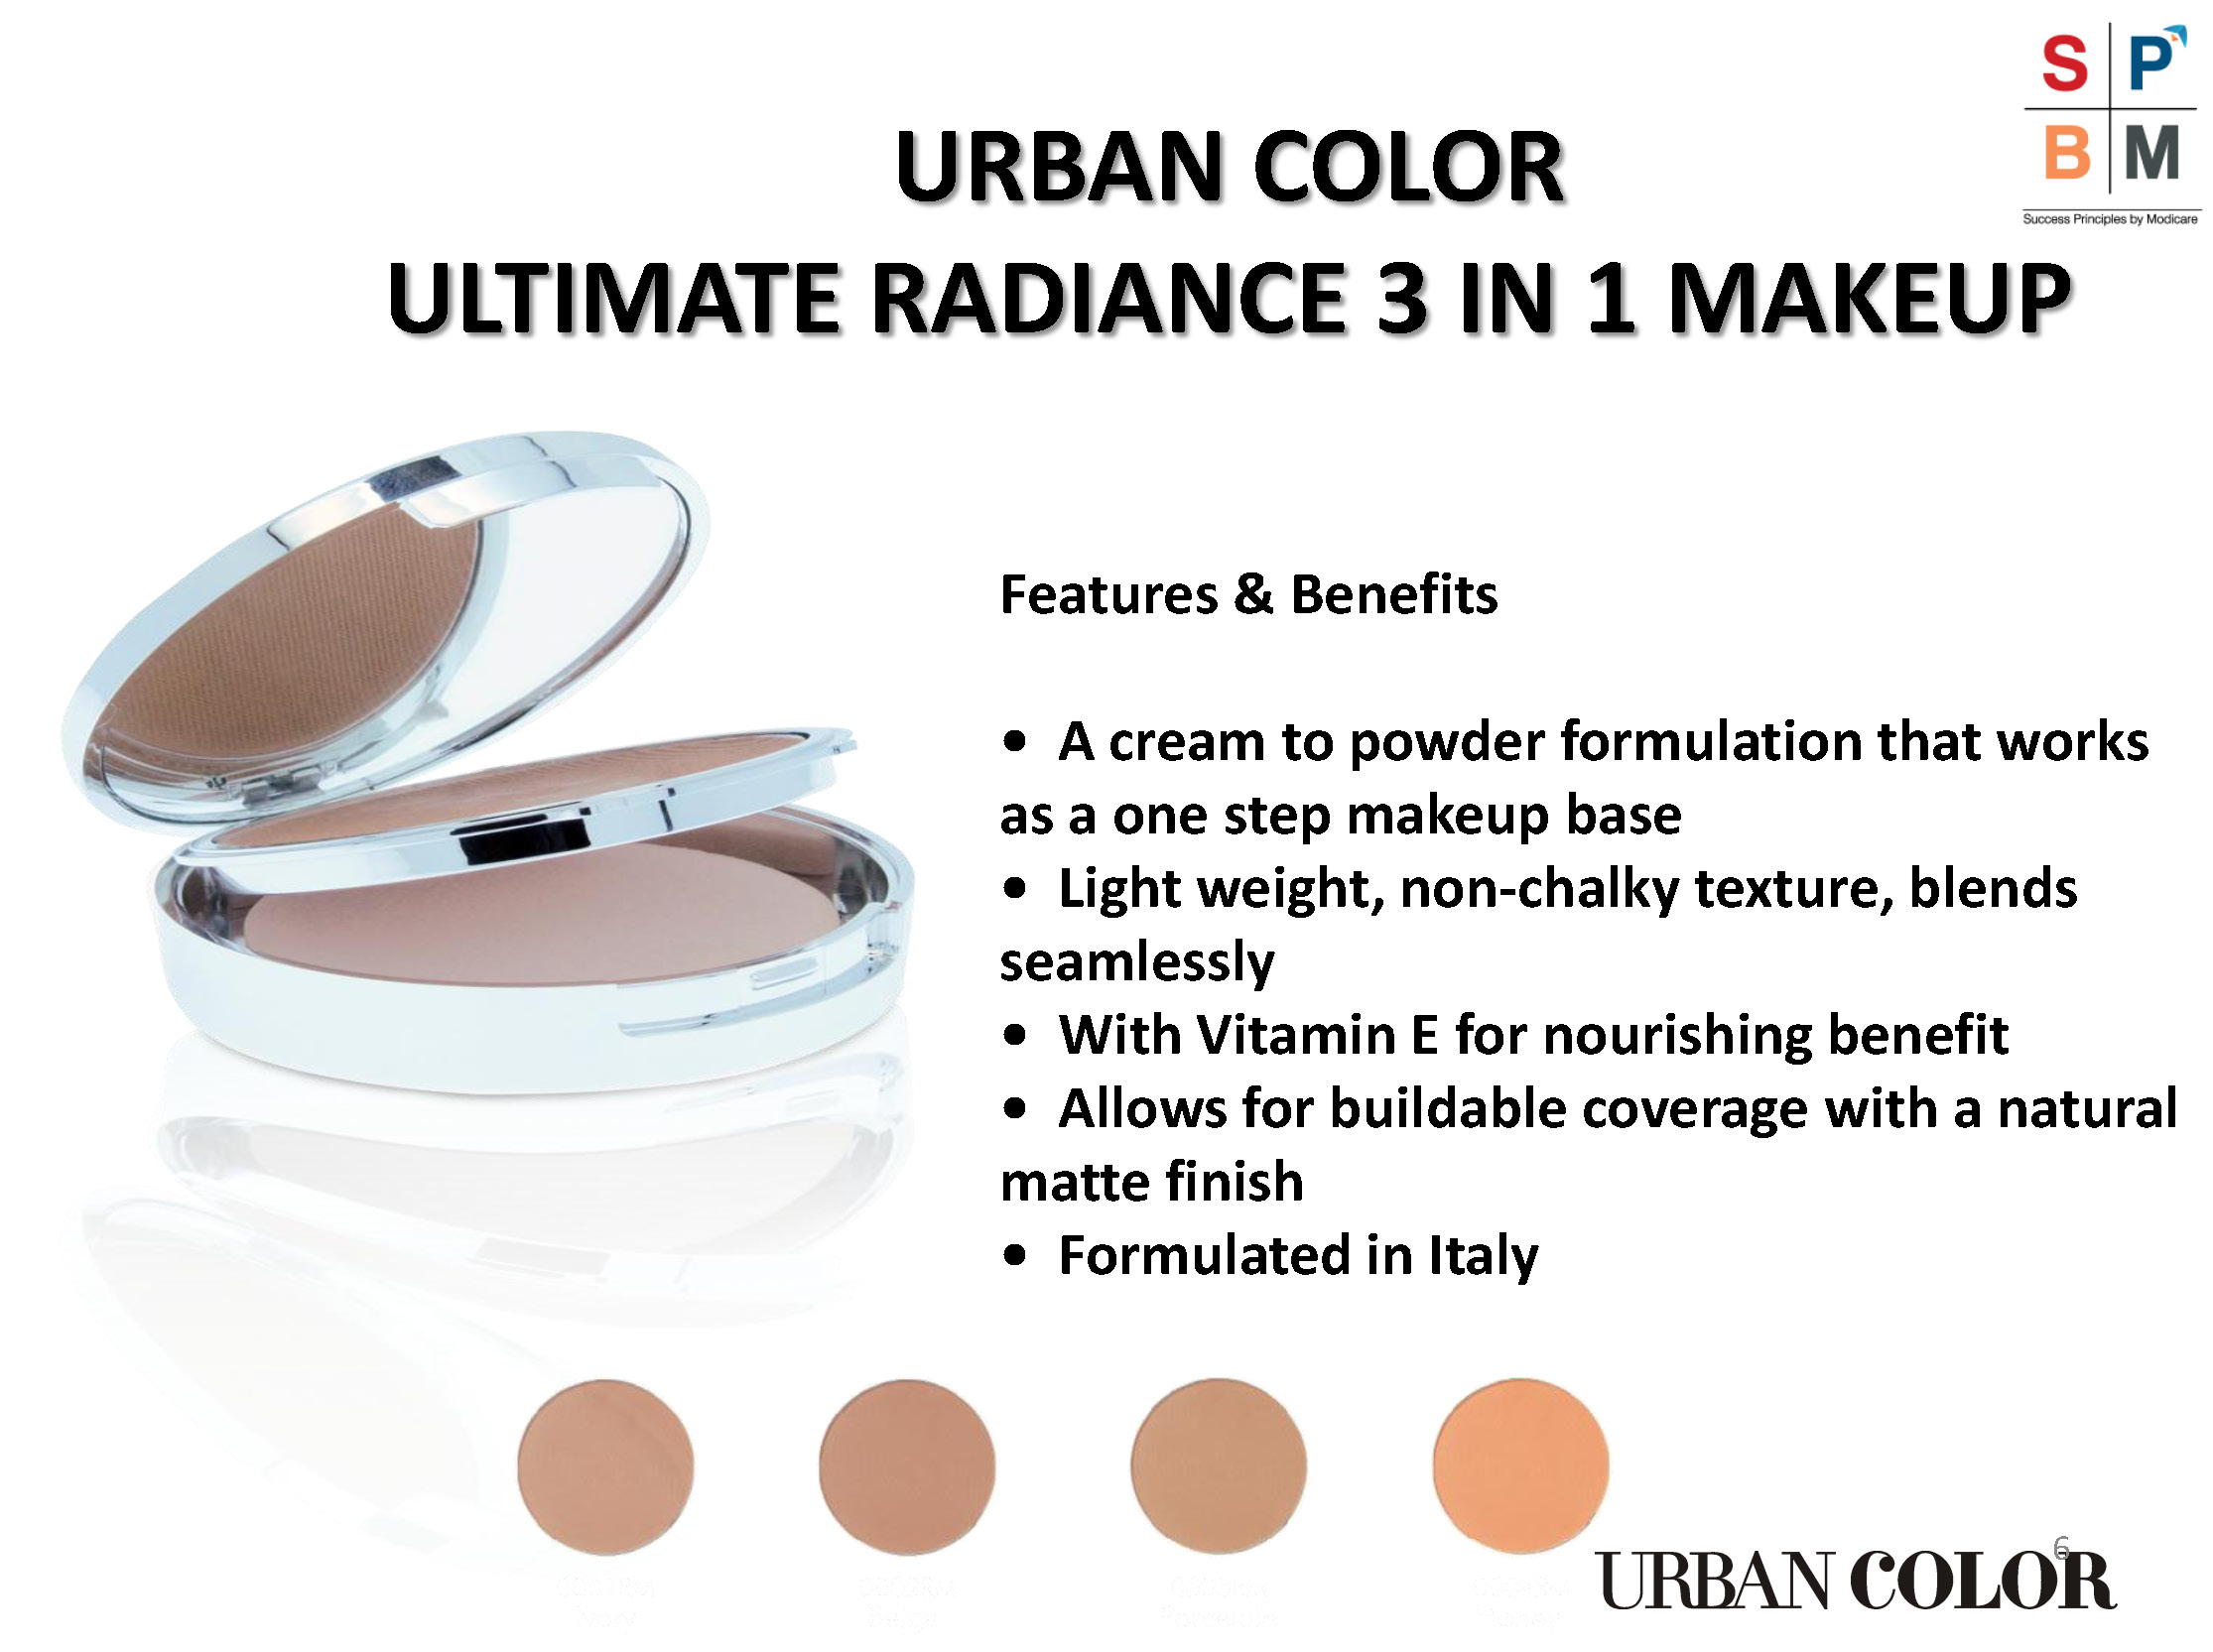 S P
B M
Success Principles by Modicare
URBAN COLOR
ULTIMATE RADIANCE 3 IN 1 MAKEUP
Features & Benefits
• A cream to powder formulation that works
as a one step makeup base
• Light weight, non-chalky texture, blends
seamlessly
• With Vitamin E for nourishing benefit
• Allows for buildable coverage with a natural
matte finish
• Formulated in Italy
6
URBAN COLOR